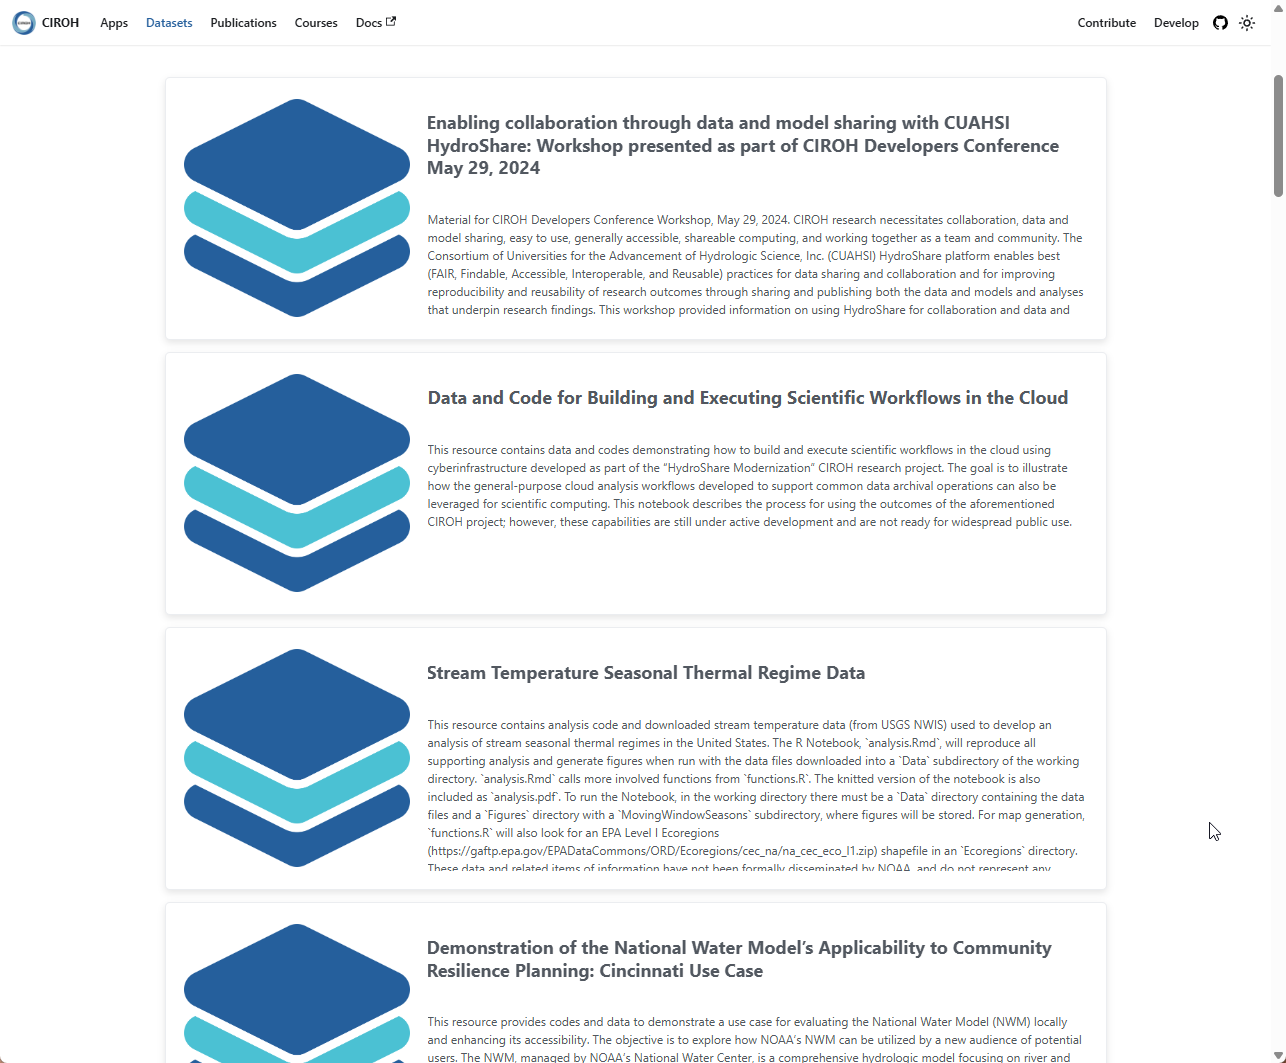 CIROH Apps Datasets Publications Courses Docs Contribute Develop
Enabling collaboration through data and model sharing with CUAHSI
HydroShare: Workshop presented as part of CIROH Developers Conference
May 29, 2024
Material for CIROH Developers Conference Workshop, May 29, 2024. CIROH research necessitates collaboration, data and
model sharing, easy to use, generally accessible, shareable computing, and working together as a team and community. The
Consortium of Universities for the Advancement of Hydrologic Science, Inc. (CUAHSI) HydroShare platform enables best
(FAIR, Findable, Accessible, Interoperable, and Reusable) practices for data sharing and collaboration and for improving
reproducibility and reusability of research outcomes through sharing and publishing both the data and models and analyses
that underpin research findings. This workshop provided information on using HydroShare for collaboration and data and
Data and Code for Building and Executing Scientific Workflows in the Cloud
This resource contains data and codes demonstrating how to build and execute scientific workflows in the cloud using
cyberinfrastructure developed as part of the “HydroShare Modernization” CIROH research project. The goal is to illustrate
how the general-purpose cloud analysis workflows developed to support common data archival operations can also be
leveraged for scientific computing. This notebook describes the process for using the outcomes of the aforementioned
CIROH project; however, these capabilities are still under active development and are not ready for widespread public use.
Stream Temperature Seasonal Thermal Regime Data
This resource contains analysis code and downloaded stream temperature data (from USGS NWIS) used to develop an
analysis of stream seasonal thermal regimes in the United States. The R Notebook, `analysis.Rmd`, will reproduce all
supporting analysis and generate figures when run with the data files downloaded into a `Data` subdirectory of the working
directory. `analysis.Rmd` calls more involved functions from `functions.R`. The knitted version of the notebook is also
included as `analysis.pdf`. To run the Notebook, in the working directory there must be a `Data` directory containing the data
files and a `Figures` directory with a `MovingWindowSeasons` subdirectory, where figures will be stored. For map generation,
`functions.R` will also look for an EPA Level I Ecoregions
(https://gaftp.epa.gov/EPADataCommons/ORD/Ecoregions/cec_na/na_cec_eco_l1.zip) shapefile in an `Ecoregions` directory.
These data and related items of information have not been formally disseminated by NOAA, and do not represent any
Demonstration of the National Water Model’s Applicability to Community
Resilience Planning: Cincinnati Use Case
This resource provides codes and data to demonstrate a use case for evaluating the National Water Model (NWM) locally
and enhancing its accessibility. The objective is to explore how NOAA’s NWM can be utilized by a new audience of potential
users. The NWM, managed by NOAA’s National Water Center, is a comprehensive hydrologic model focusing on river and